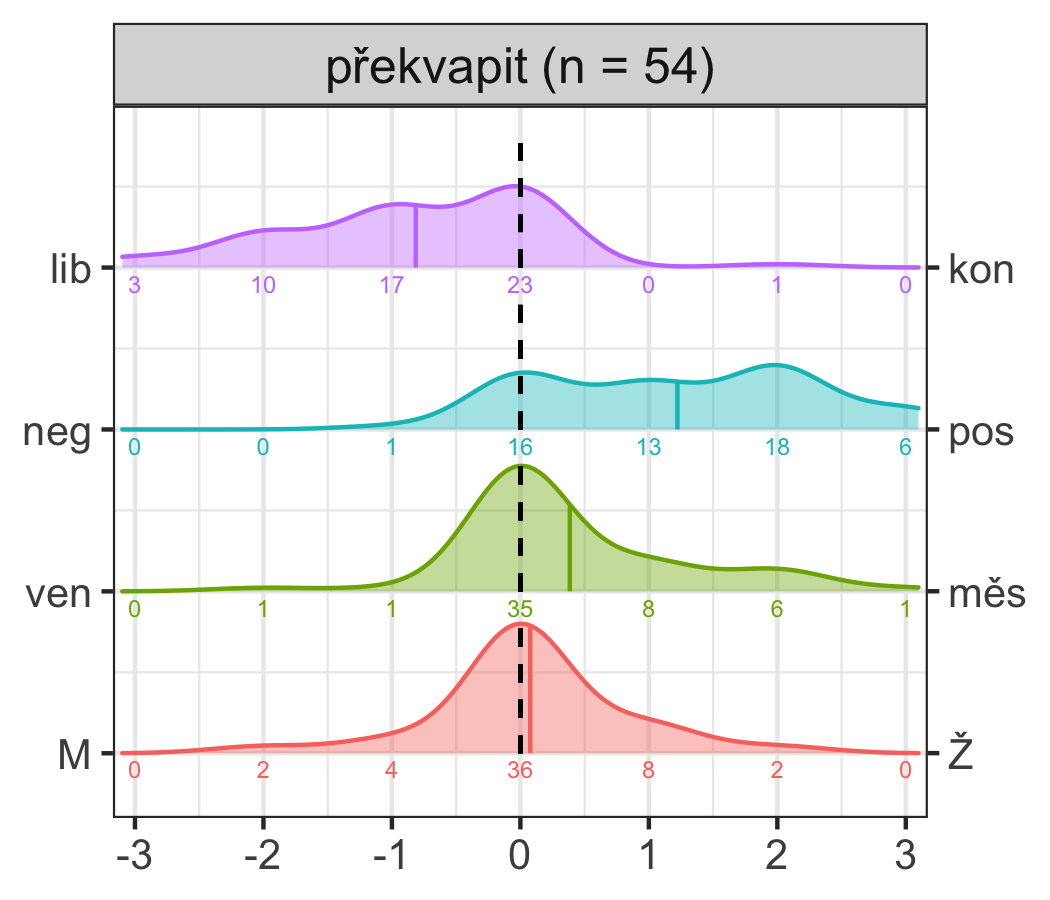 překvapit (n = 54)
lib kon
3 10 17 23 0 1 0
neg pos
0 0 1 16 13 18 6
ven měs
0 1 1 35 8 6 1
M Ž
0 2 4 36 8 2 0
-3 -2 -1 0 1 2 3